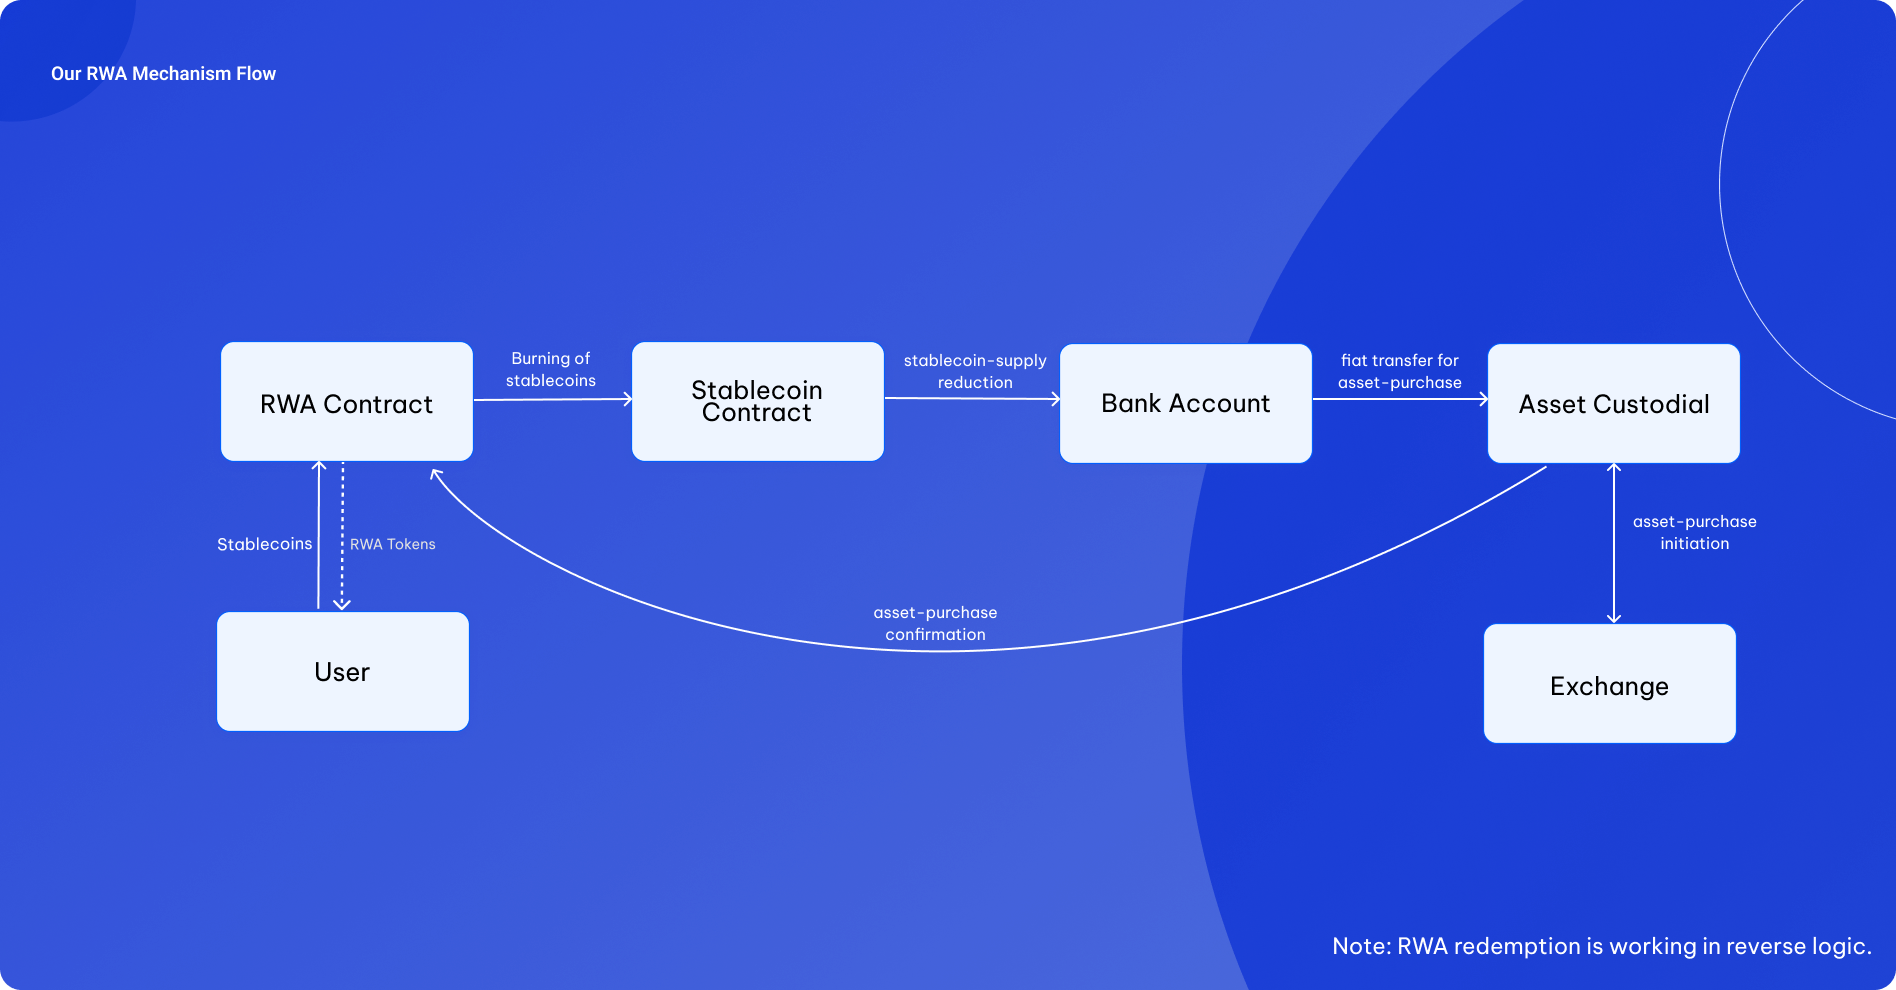 Our RWA Mechanism Flow
RWA Contract
Burning of
stablecoins
Stablecoin
Contract
stablecoin-supply
reduction
Bank Account
fiat transfer for
asset-purchase
Asset Custodial
Stablecoins
RWA Tokens
asset-purchase
initiation
asset-purchase
confirmation
User
Exchange
Note: RWA redemption is working in reverse logic.